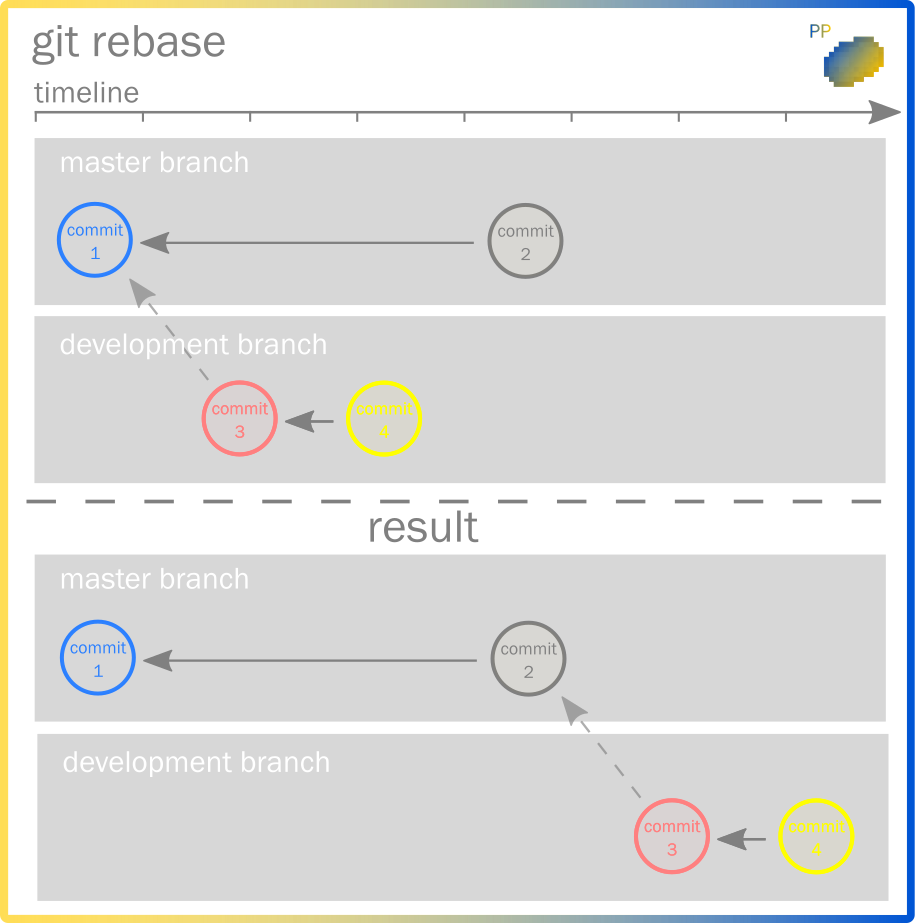 git rebase
PP
timeline
master branch
commit
1
commit
2
development branch
commit
3
commit
4
result
master branch
commit
1
commit
2
development branch
commit
3
commit
4